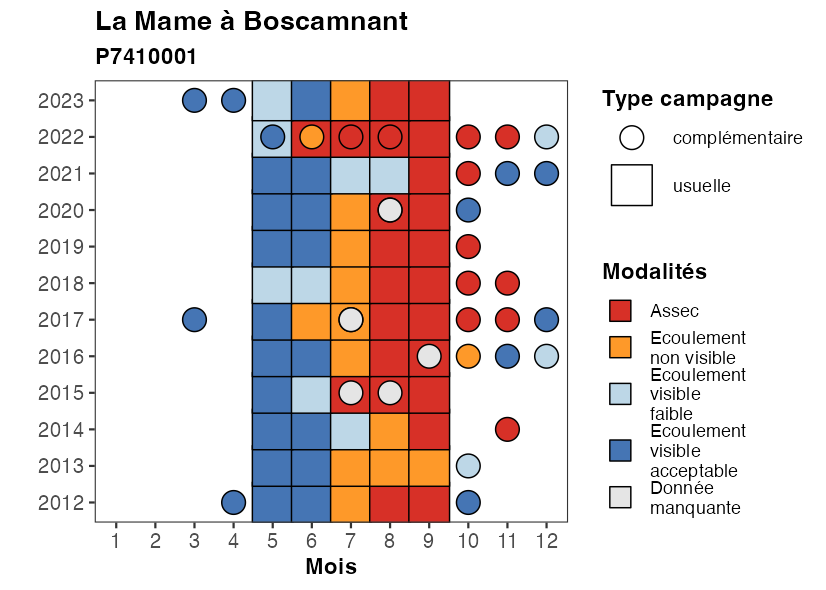 La Mame à Boscamnant
P7410001
2023
2022
2021
2020
2019
2018
2017
2016
2015
2014
2013
2012
1 2 3 4 5 6 7 8 9 10 11 12
Mois
Type campagne
complémentaire
usuelle
Modalités
Assec
Ecoulement
non visible
Ecoulement
visible
faible
Ecoulement
visible
acceptable
Donnée
manquante